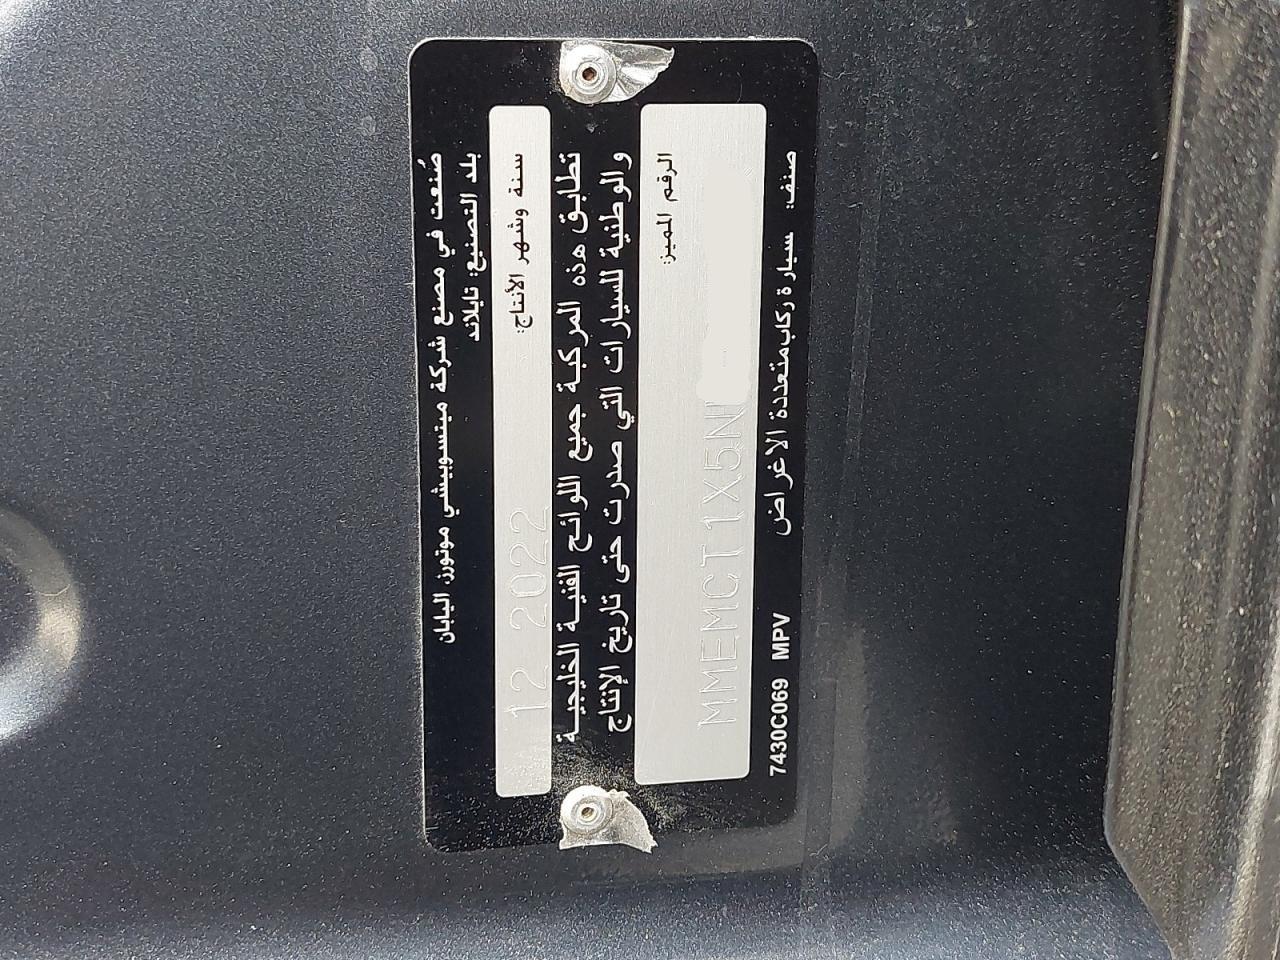 صُنعت في مصنع شركة ميتسوبيشي موتورز، اليابان
بلد التصنيع: تايلاند
سنة وشهر الأنتاج: 12 2022
تطابق هذه المركبة جميع اللوائح الفنية الخليجية
والوطنية للسيارات التي صدرت حتى تاريخ الإنتاج
الرقم المميز:
MMEMCT1X5N
صنف: سيارة ركاب متعددة الاغراض
7430C069 MPV